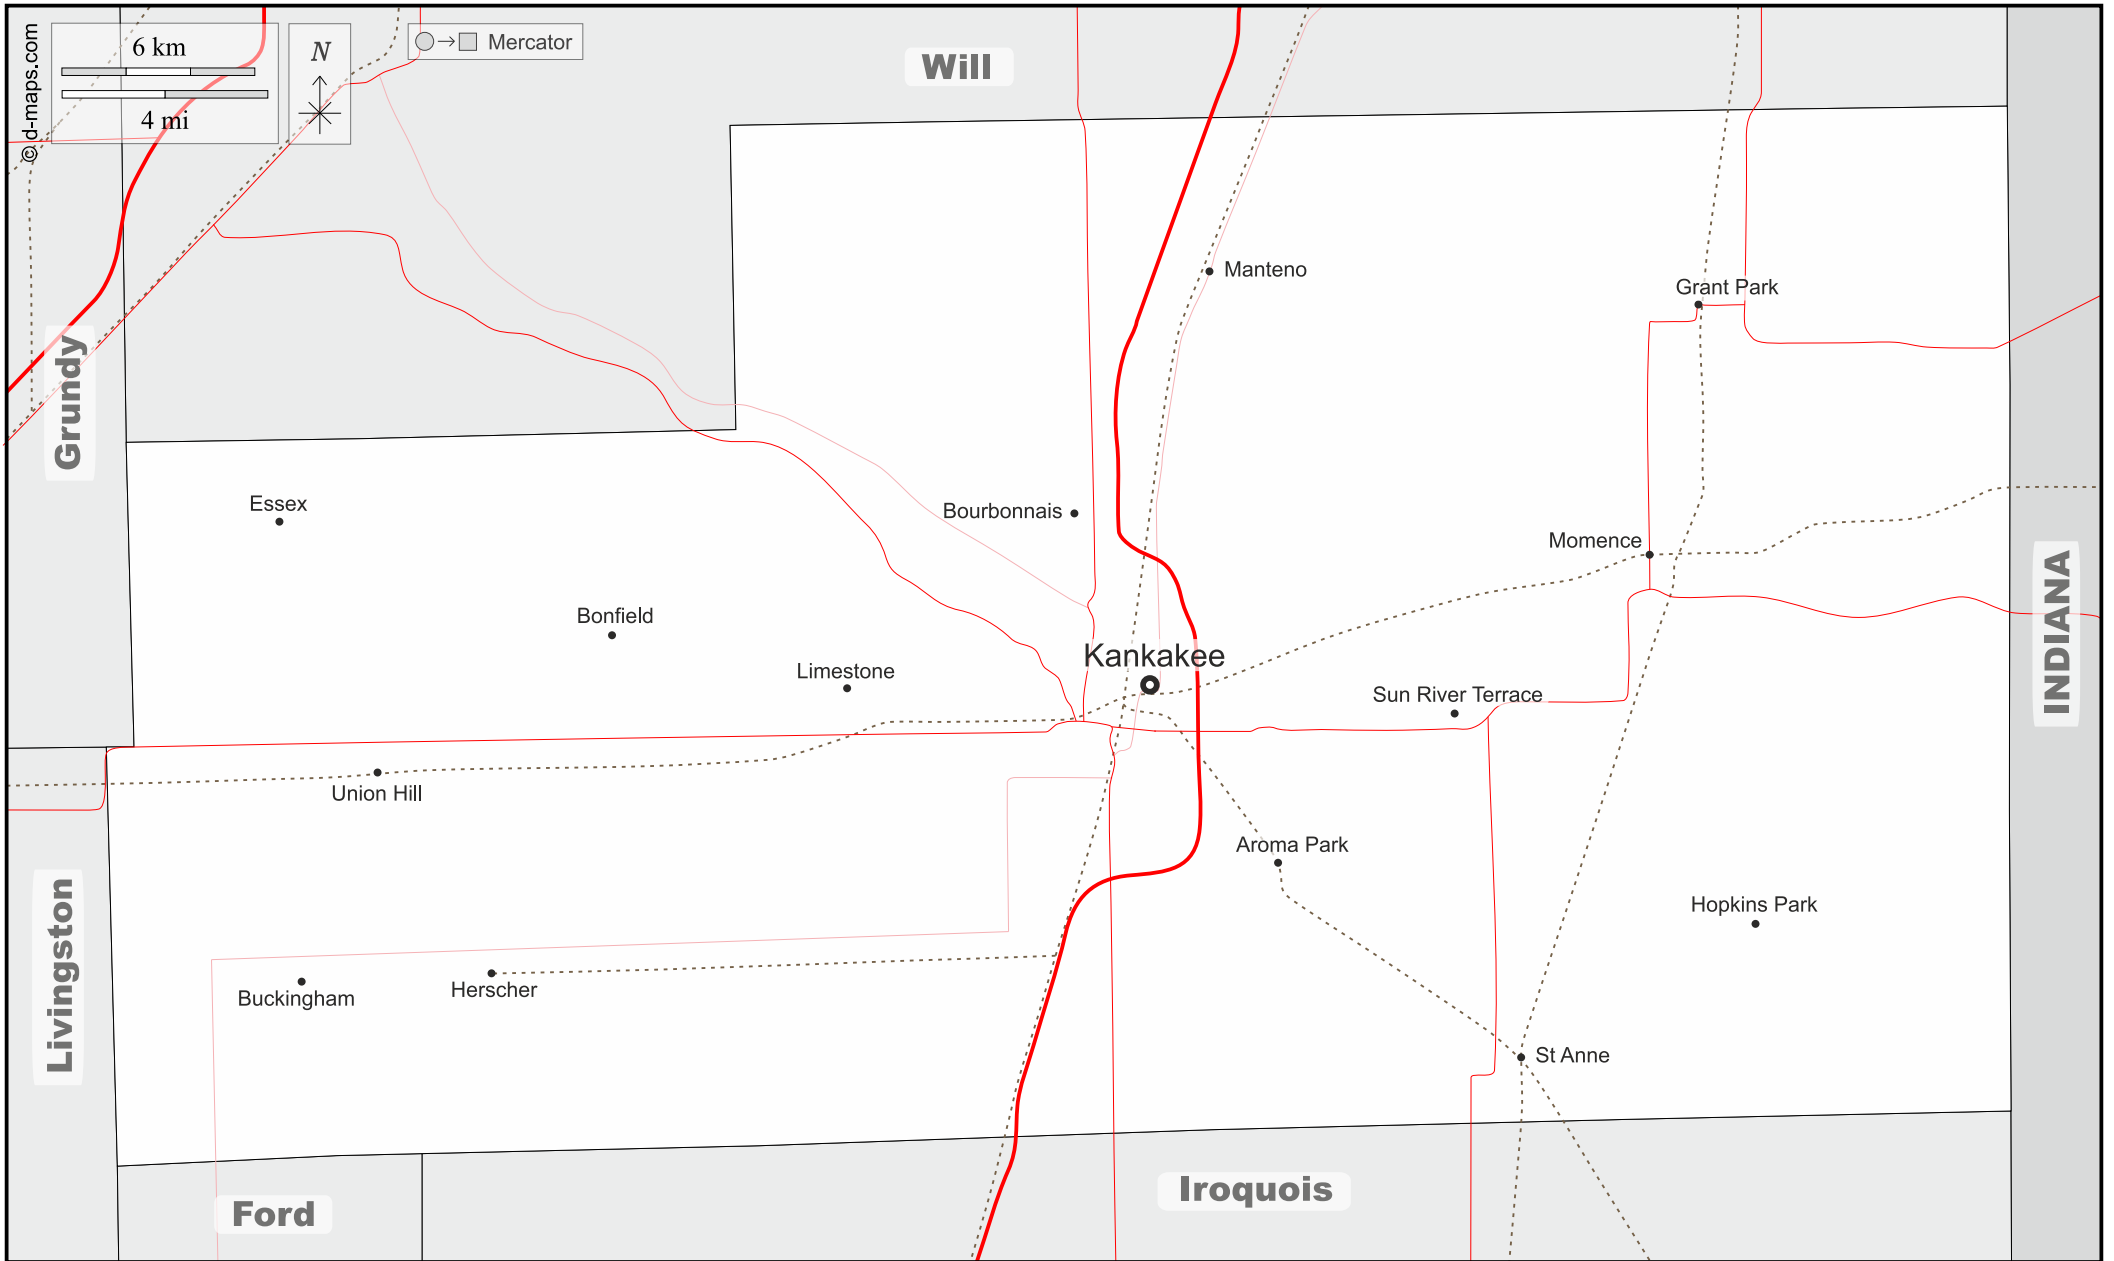 © d-maps.com
6 km
4 mi
N
Mercator
Will
Manteno
Grant Park
Grundy
Essex
Bourbonnais
Momence
INDIANA
Bonfield
Kankakee
Limestone
Sun River Terrace
Union Hill
Aroma Park
Hopkins Park
Livingston
Buckingham
Herscher
St Anne
Iroquois
Ford